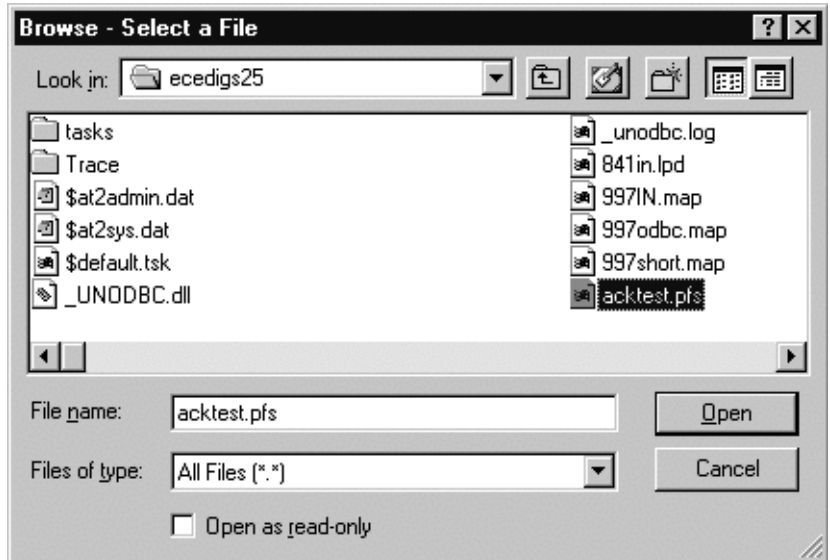 Browse - Select a File
Look in: ecedigs25
tasks
Trace
$at2admin.dat
$at2sys.dat
$default.tsk
_UNODBC.dll
_unodbc.log
841in.lpd
997IN.map
997odbc.map
997short.map
acktest.pfs
File name: acktest.pfs Open
Files of type: All Files (*.*) Cancel
Open as read-only